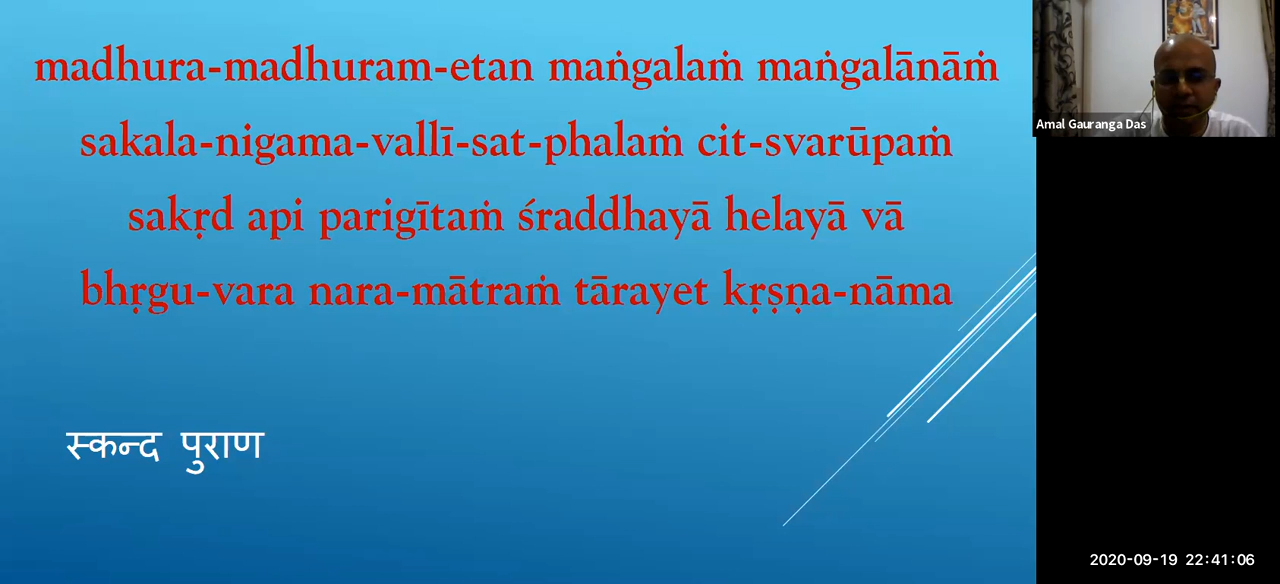 madhura-madhuram-etan maṅgalaṁ maṅgalānāṁ
sakala-nigama-vallī-sat-phalaṁ cit-svarūpaṁ
sakṛd api parigītaṁ śraddhayā helayā vā
bhṛgu-vara nara-mātraṁ tārayet kṛṣṇa-nāma
स्कन्द पुराण
Amal Gauranga Das
2020-09-19 22:41:06